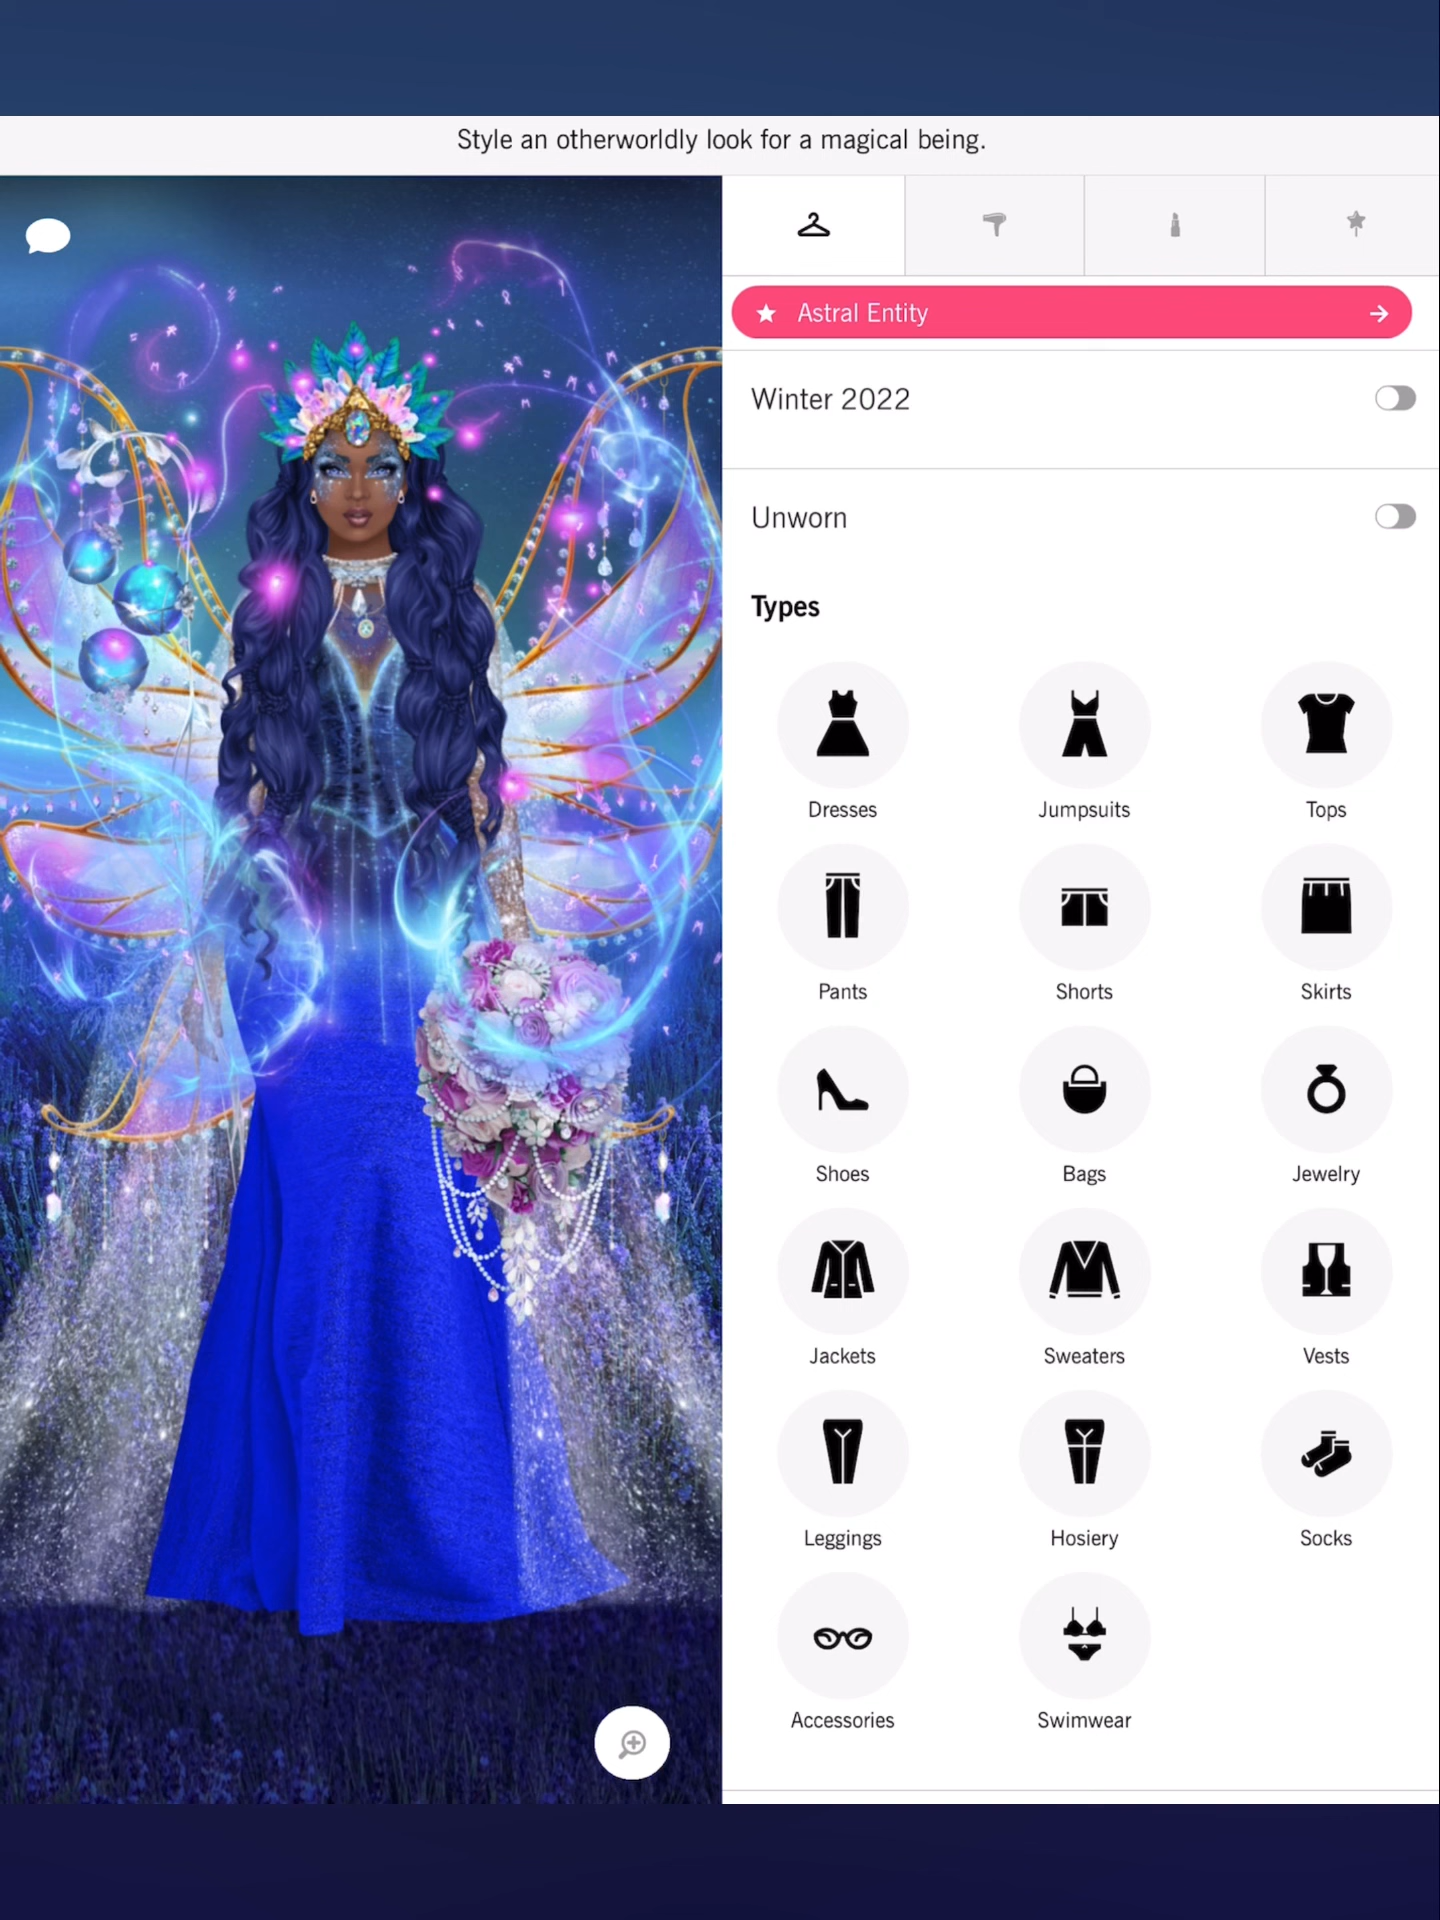 Style an otherworldly look for a magical being.
Astral Entity
Winter 2022
Unworn
Types
Dresses
Jumpsuits
Tops
Pants
Shorts
Skirts
Shoes
Bags
Jewelry
Jackets
Sweaters
Vests
Leggings
Hosiery
Socks
Accessories
Swimwear